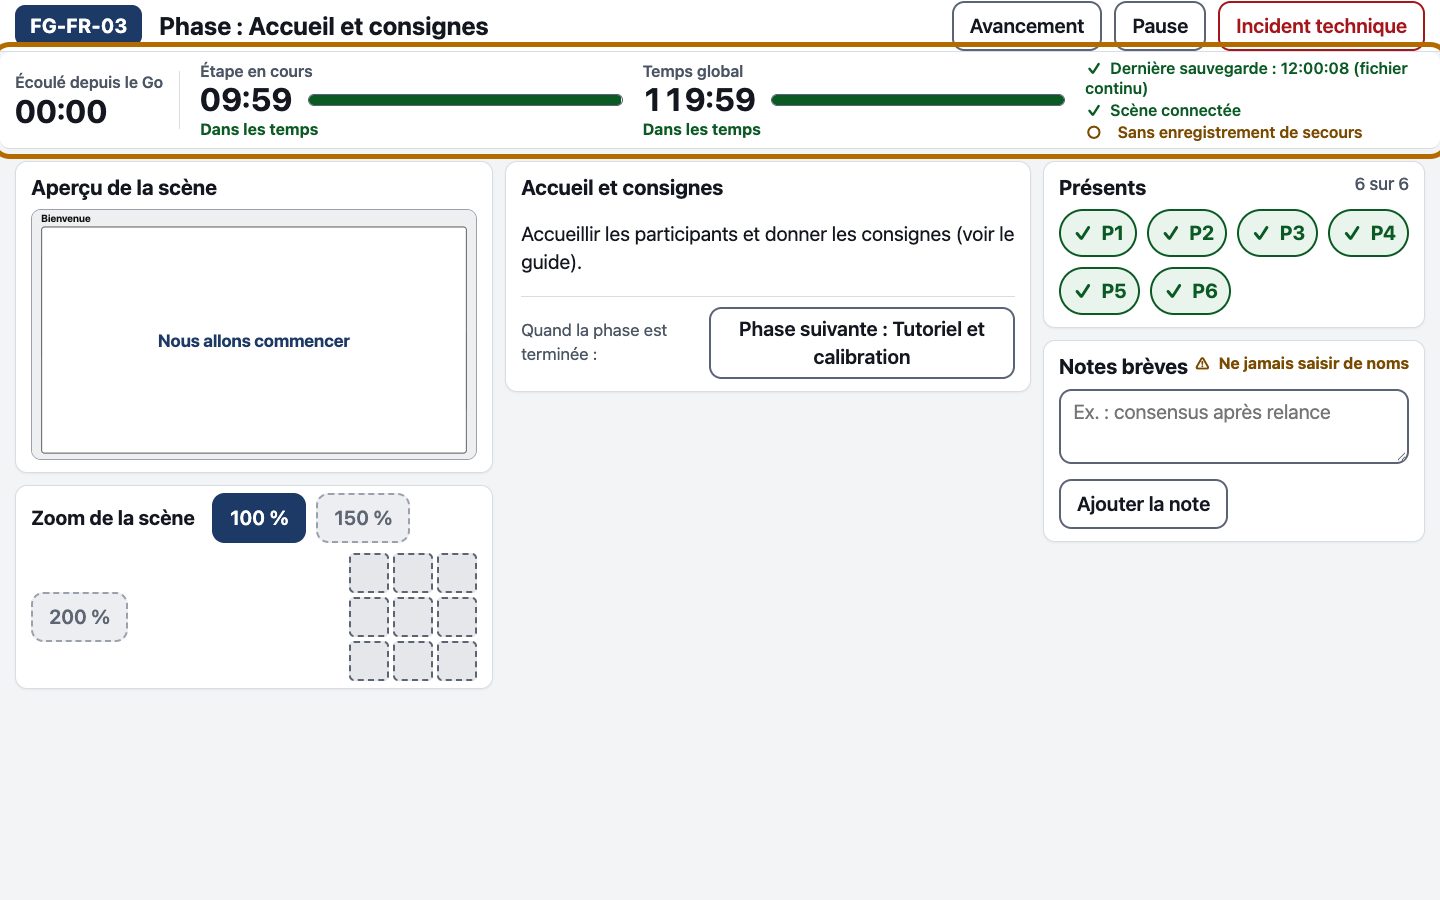 FG-FR-03
Phase : Accueil et consignes
Avancement
Pause
Incident technique
Écoulé depuis le Go
00:00
Étape en cours
09:59
Dans les temps
Temps global
119:59
Dans les temps
Dernière sauvegarde : 12:00:08 (fichier
continu)
Scène connectée
Sans enregistrement de secours
Aperçu de la scène
Bienvenue
Nous allons commencer
Zoom de la scène
100 %
150 %
200 %
Accueil et consignes
Accueillir les participants et donner les consignes (voir le
guide).
Quand la phase est
terminée :
Phase suivante : Tutoriel et
calibration
Présents
6 sur 6
P1
P2
P3
P4
P5
P6
Notes brèves
Ne jamais saisir de noms
Ex. : consensus après relance
Ajouter la note